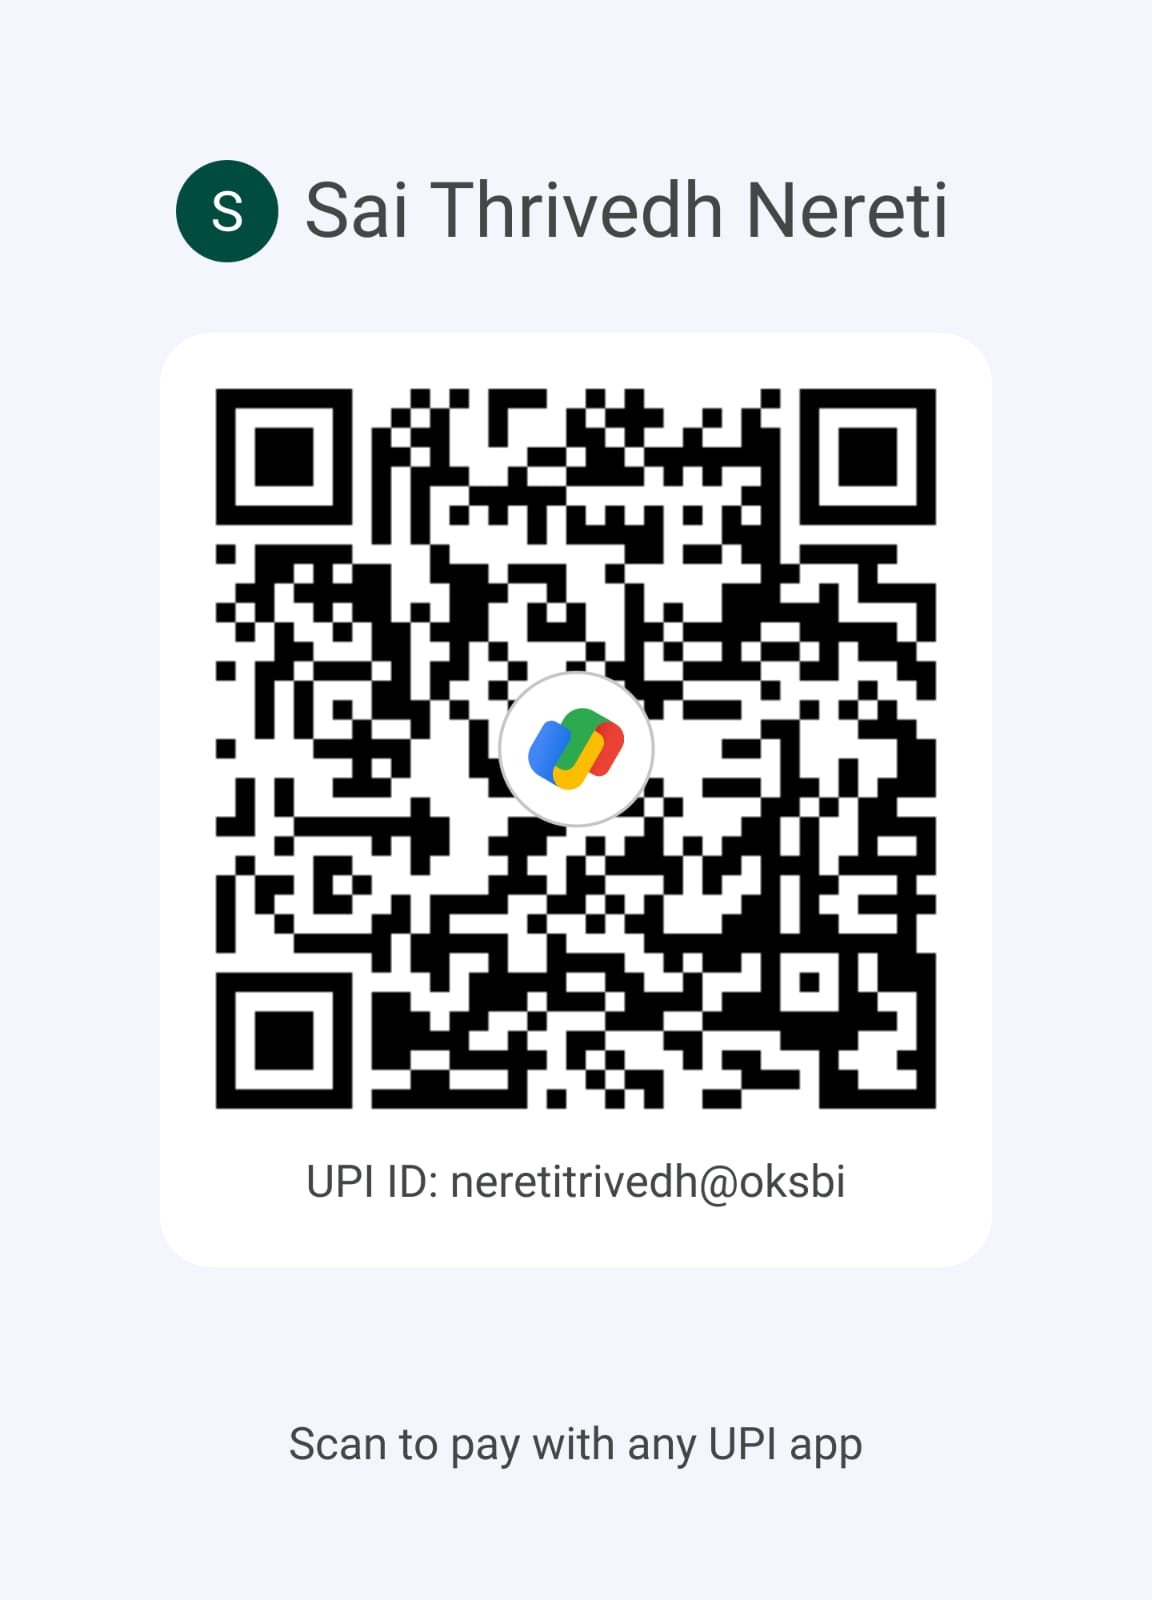 S
Sai Thrivedh Nereti
UPI ID: neretitrivedh@oksbi
Scan to pay with any UPI app